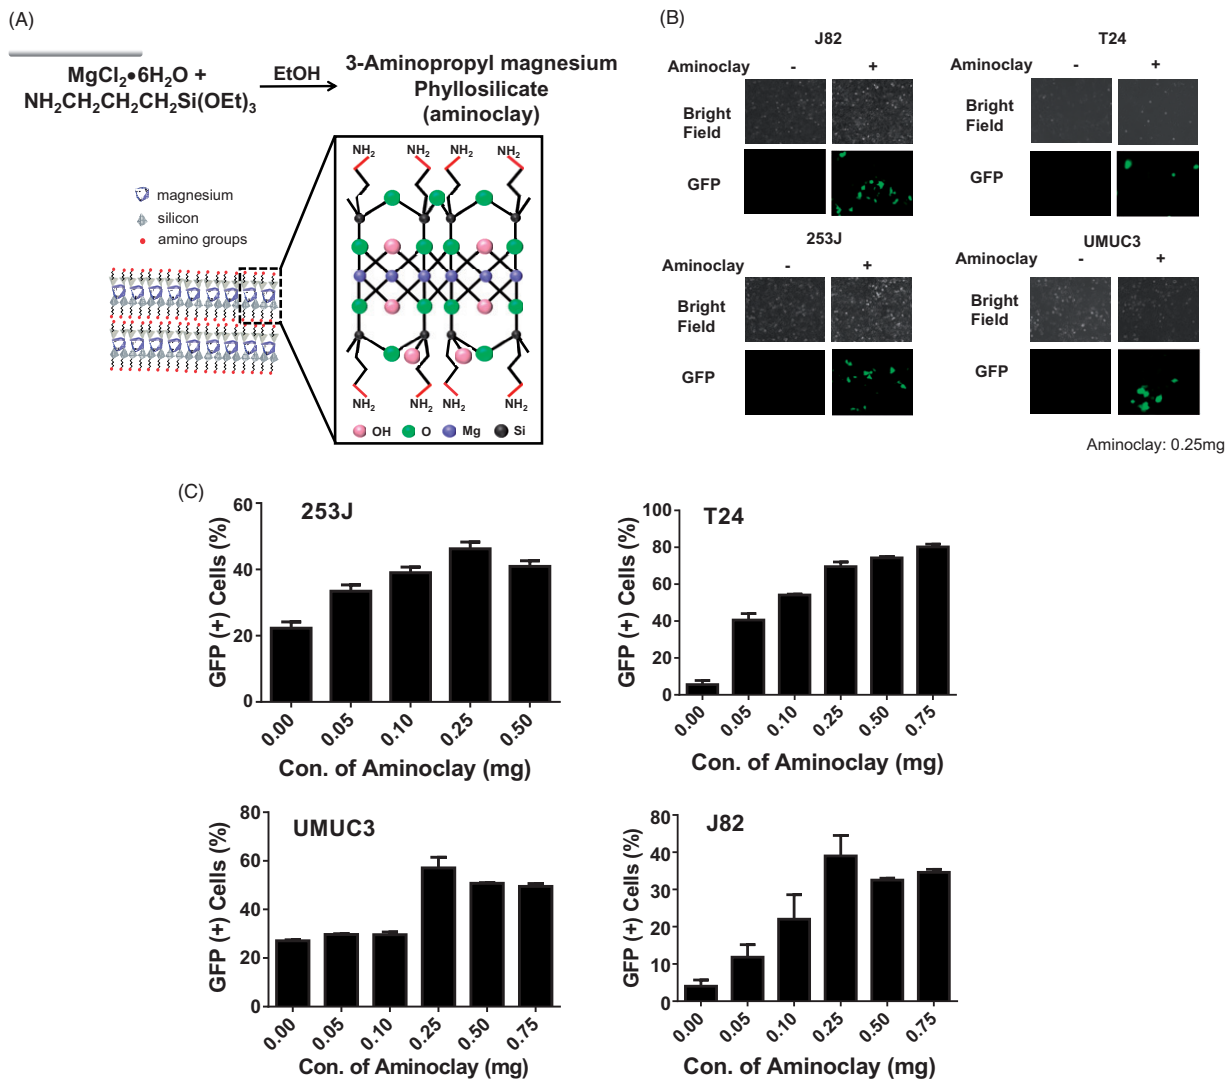 (A)
MgCl₂•6H₂O +
NH₂CH₂CH₂CH₂Si(OEt)₃
EtOH
3-Aminopropyl magnesium
Phyllosilicate
(aminoclay)
magnesium
silicon
amino groups
NH₂ NH₂ NH₂ NH₂
NH₂ NH₂ NH₂ NH₂
OH O Mg Si
(B)
J82
Aminoclay - +
Bright
Field
GFP
T24
Aminoclay - +
Bright
Field
GFP
253J
Aminoclay - +
Bright
Field
GFP
UMUC3
Aminoclay - +
Bright
Field
GFP
Aminoclay: 0.25mg
(C)
253J
GFP (+) Cells (%)
60
40
20
0
0.00 0.05 0.10 0.25 0.50
Con. of Aminoclay (mg)
T24
GFP (+) Cells (%)
100
80
60
40
20
0
0.00 0.05 0.10 0.25 0.50 0.75
Con. of Aminoclay (mg)
UMUC3
GFP (+) Cells (%)
80
60
40
20
0
0.00 0.05 0.10 0.25 0.50 0.75
Con. of Aminoclay (mg)
J82
GFP (+) Cells (%)
80
40
30
20
10
0
0.00 0.05 0.10 0.25 0.50 0.75
Con. of Aminoclay (mg)